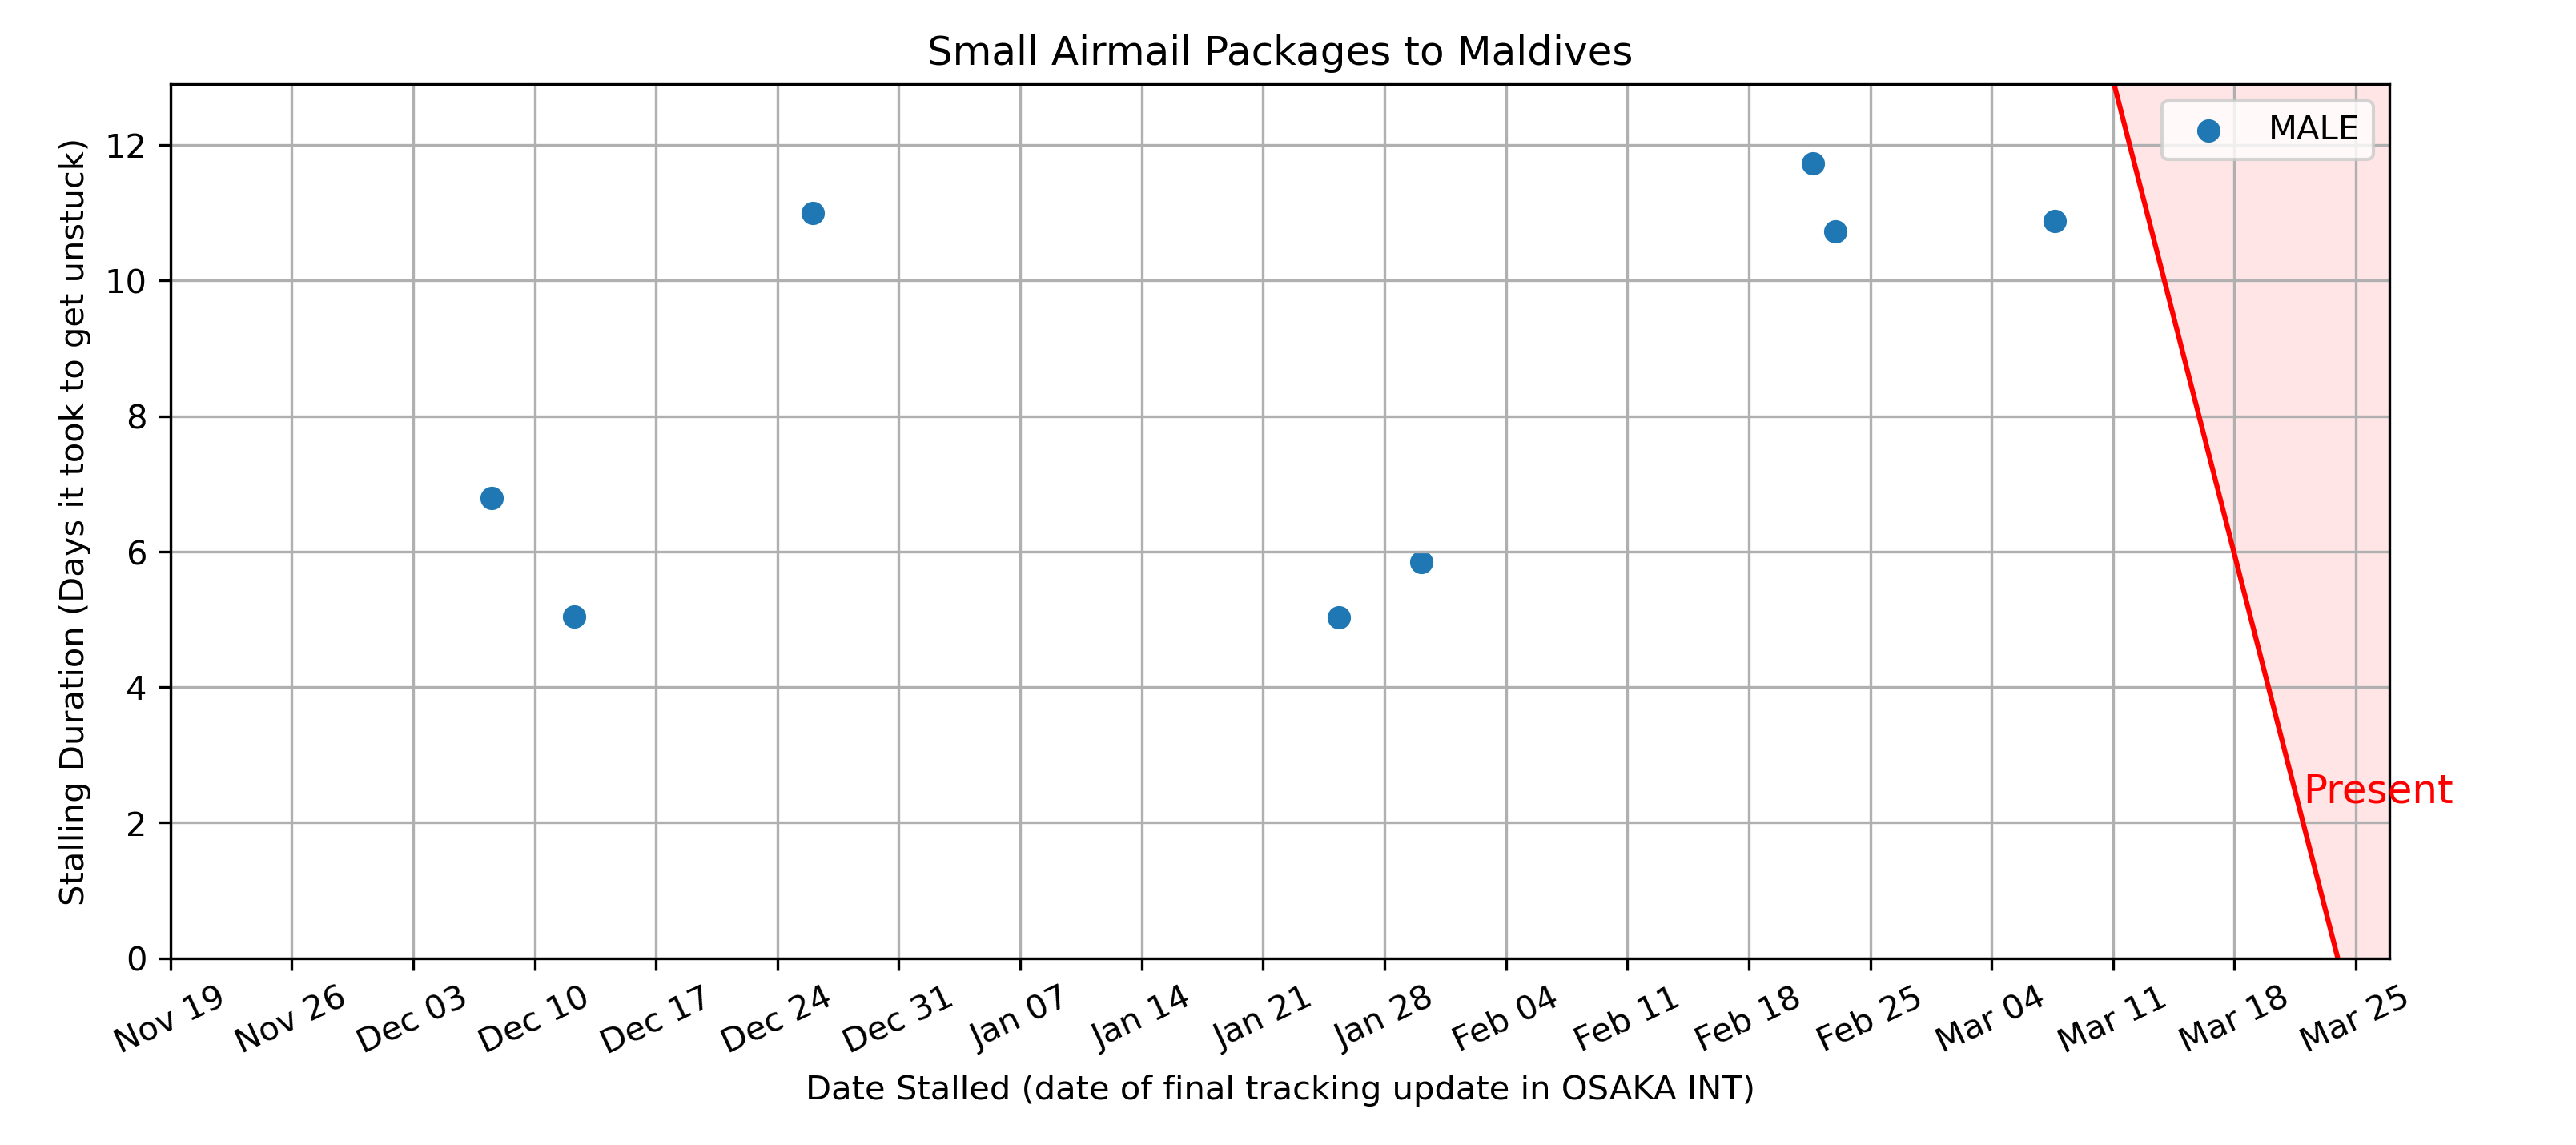 Small Airmail Packages to Maldives
MALE
Stalling Duration (Days it took to get unstuck)
12
10
8
6
4
2
0
Present
Nov 19
Nov 26
Dec 03
Dec 10
Dec 17
Dec 24
Dec 31
Jan 07
Jan 14
Jan 21
Jan 28
Feb 04
Feb 11
Feb 18
Feb 25
Mar 04
Mar 11
Mar 18
Mar 25
Date Stalled (date of final tracking update in OSAKA INT)